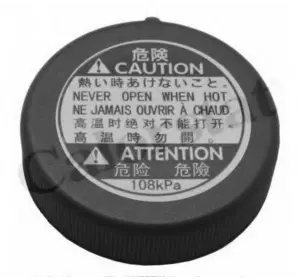 危険
⚠ CAUTION
熱い時あけないこと。
NEVER OPEN WHEN HOT.
NE JAMAIS OUVRIR À CHAUD.
高温时绝对不能打开
高温時勿開。
⚠ ATTENTION
危险 危險
108kPa